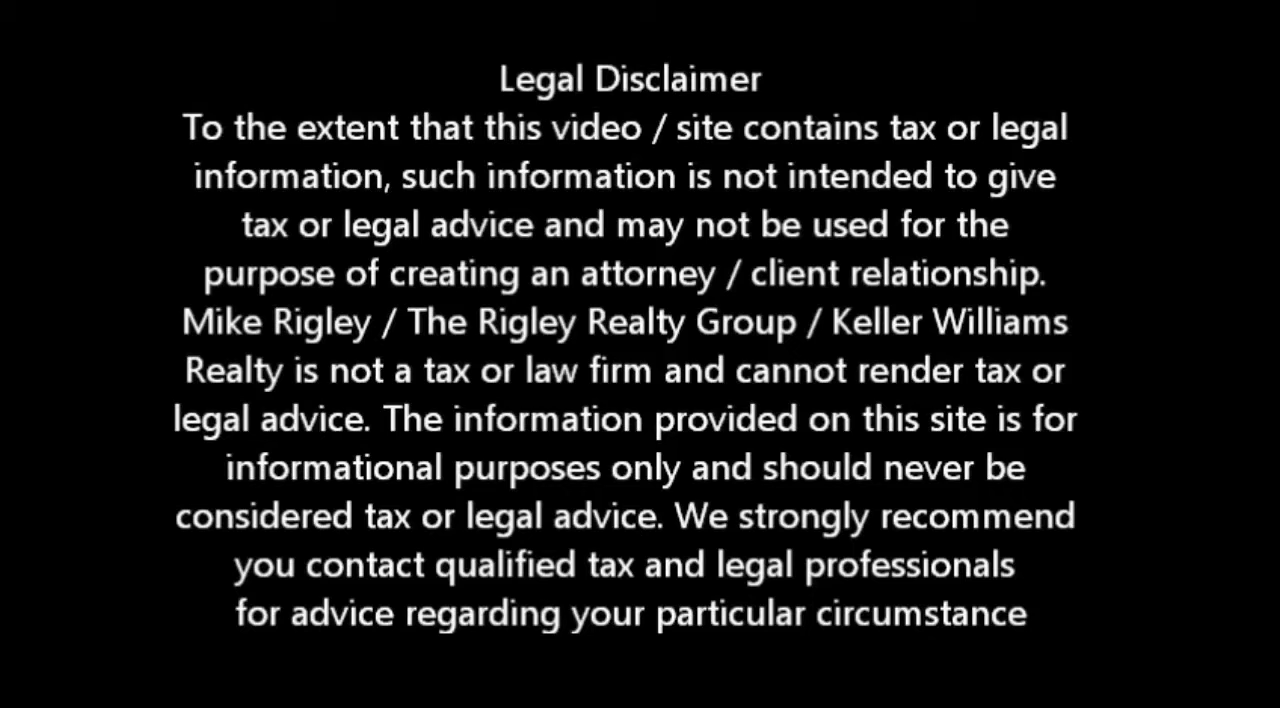 Legal Disclaimer
To the extent that this video / site contains tax or legal
information, such information is not intended to give
tax or legal advice and may not be used for the
purpose of creating an attorney / client relationship.
Mike Rigley / The Rigley Realty Group / Keller Williams
Realty is not a tax or law firm and cannot render tax or
legal advice. The information provided on this site is for
informational purposes only and should never be
considered tax or legal advice. We strongly recommend
you contact qualified tax and legal professionals
for advice regarding your particular circumstance